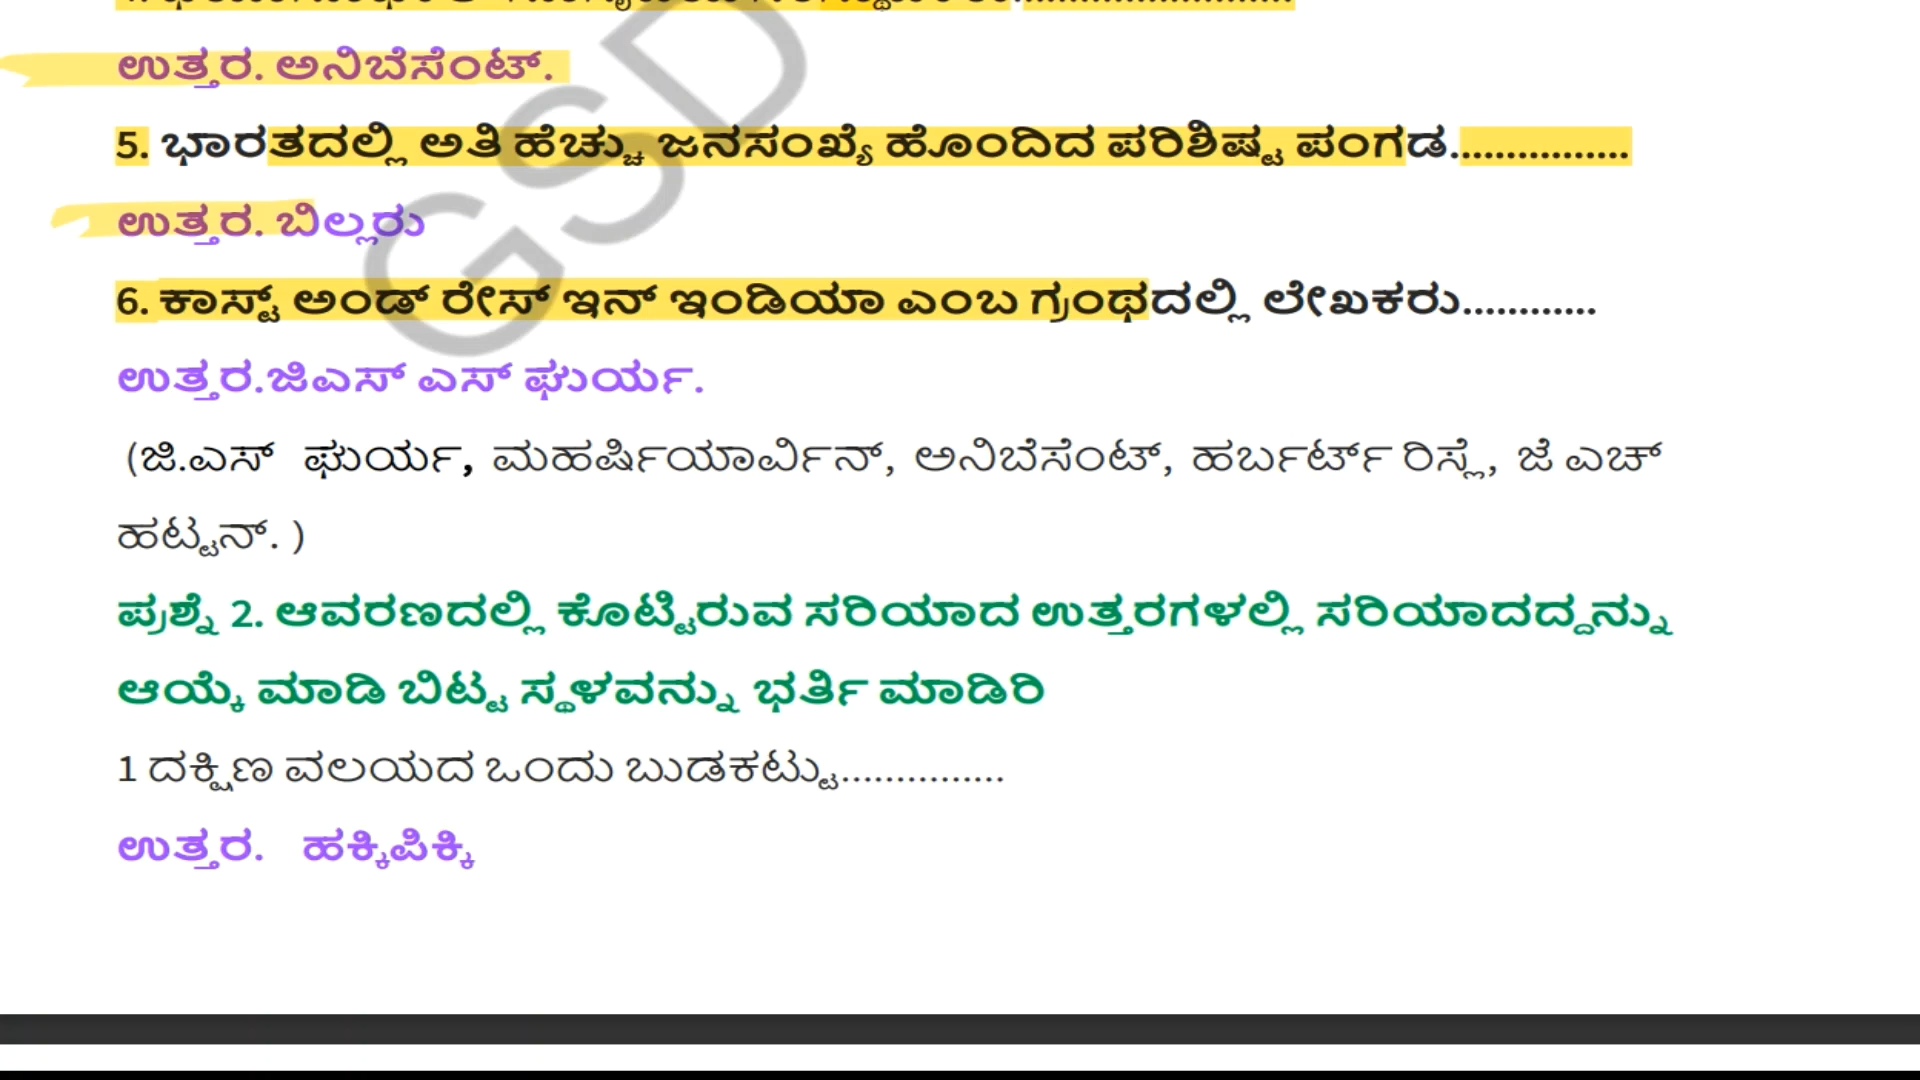 ಉತ್ತರ. ಅನಿಬೆಸೆಂಟ್.
5. ಭಾರತದಲ್ಲಿ ಅತಿ ಹೆಚ್ಚು ಜನಸಂಖ್ಯೆ ಹೊಂದಿದ ಪರಿಶಿಷ್ಟ ಪಂಗಡ................
ಉತ್ತರ. ಬಿಲ್ಲರು
6. ಕಾಸ್ಟ್ ಅಂಡ್ ರೇಸ್ ಇನ್ ಇಂಡಿಯಾ ಎಂಬ ಗ್ರಂಥದಲ್ಲಿ ಲೇಖಕರು............
ಉತ್ತರ.ಜಿಎಸ್ ಎಸ್ ಘುರ್ಯೆ.
(ಜಿ.ಎಸ್ ಘುರ್ಯೆ, ಮಹರ್ಷಿಯಾರ್ವಿನ್, ಅನಿಬೆಸೆಂಟ್, ಹರ್ಬರ್ಟ್ ರಿಸ್ಲೆ, ಜೆ ಎಚ್
ಹಟ್ಟನ್. )
ಪ್ರಶ್ನೆ 2. ಆವರಣದಲ್ಲಿ ಕೊಟ್ಟಿರುವ ಸರಿಯಾದ ಉತ್ತರಗಳಲ್ಲಿ ಸರಿಯಾದದ್ದನ್ನು
ಆಯ್ಕೆ ಮಾಡಿ ಬಿಟ್ಟ ಸ್ಥಳವನ್ನು ಭರ್ತಿ ಮಾಡಿರಿ
1 ದಕ್ಷಿಣ ವಲಯದ ಒಂದು ಬುಡಕಟ್ಟು...............
ಉತ್ತರ. ಹಕ್ಕಿಪಿಕ್ಕಿ
GSD